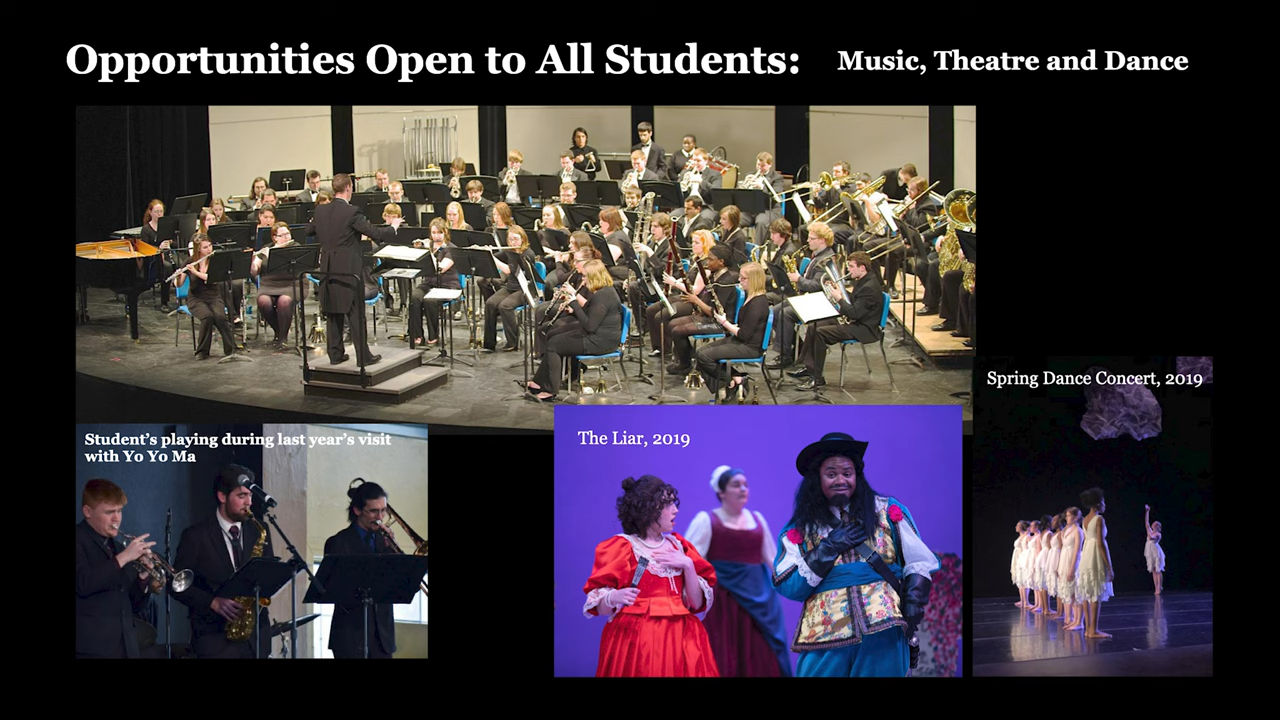 Opportunities Open to All Students: Music, Theatre and Dance
Spring Dance Concert, 2019
Student's playing during last year's visit
with Yo Yo Ma
The Liar, 2019